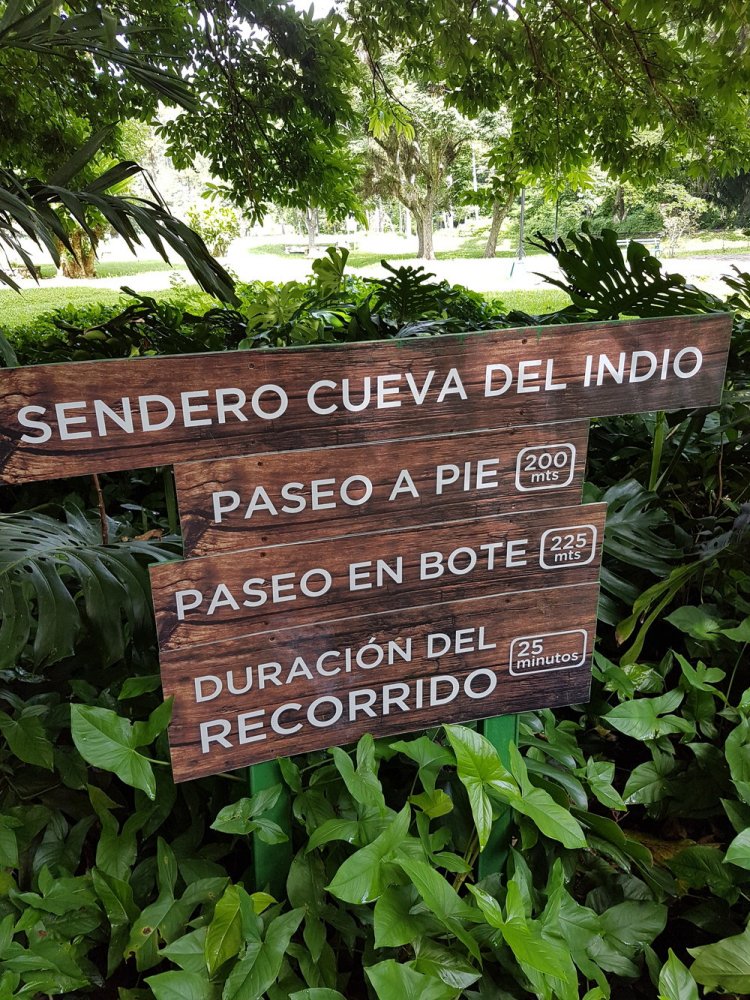 SENDERO CUEVA DEL INDIO
PASEO A PIE 200 mts
PASEO EN BOTE 225 mts
DURACIÓN DEL
RECORRIDO
25
minutos